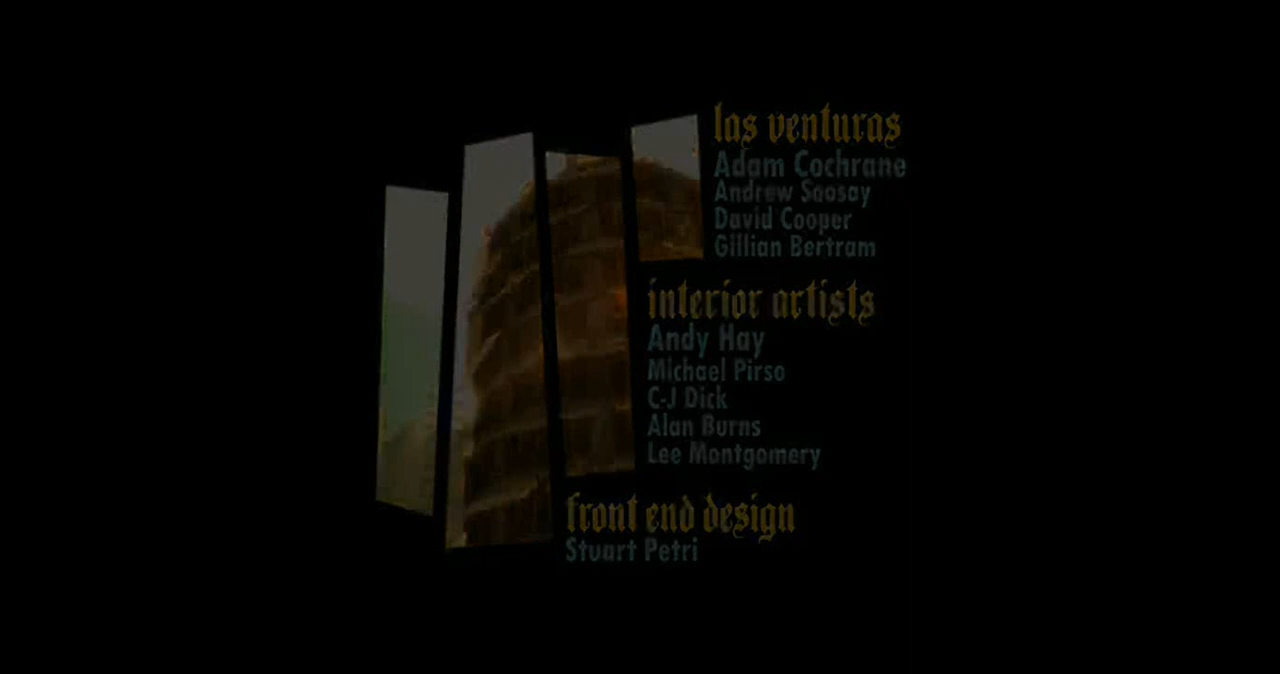 las venturas
Adam Cochrane
Andrew Soosay
David Cooper
Gillian Bertram
interior artists
Andy Hay
Michael Pirso
C-J Dick
Alan Burns
Lee Montgomery
front end design
Stuart Petri